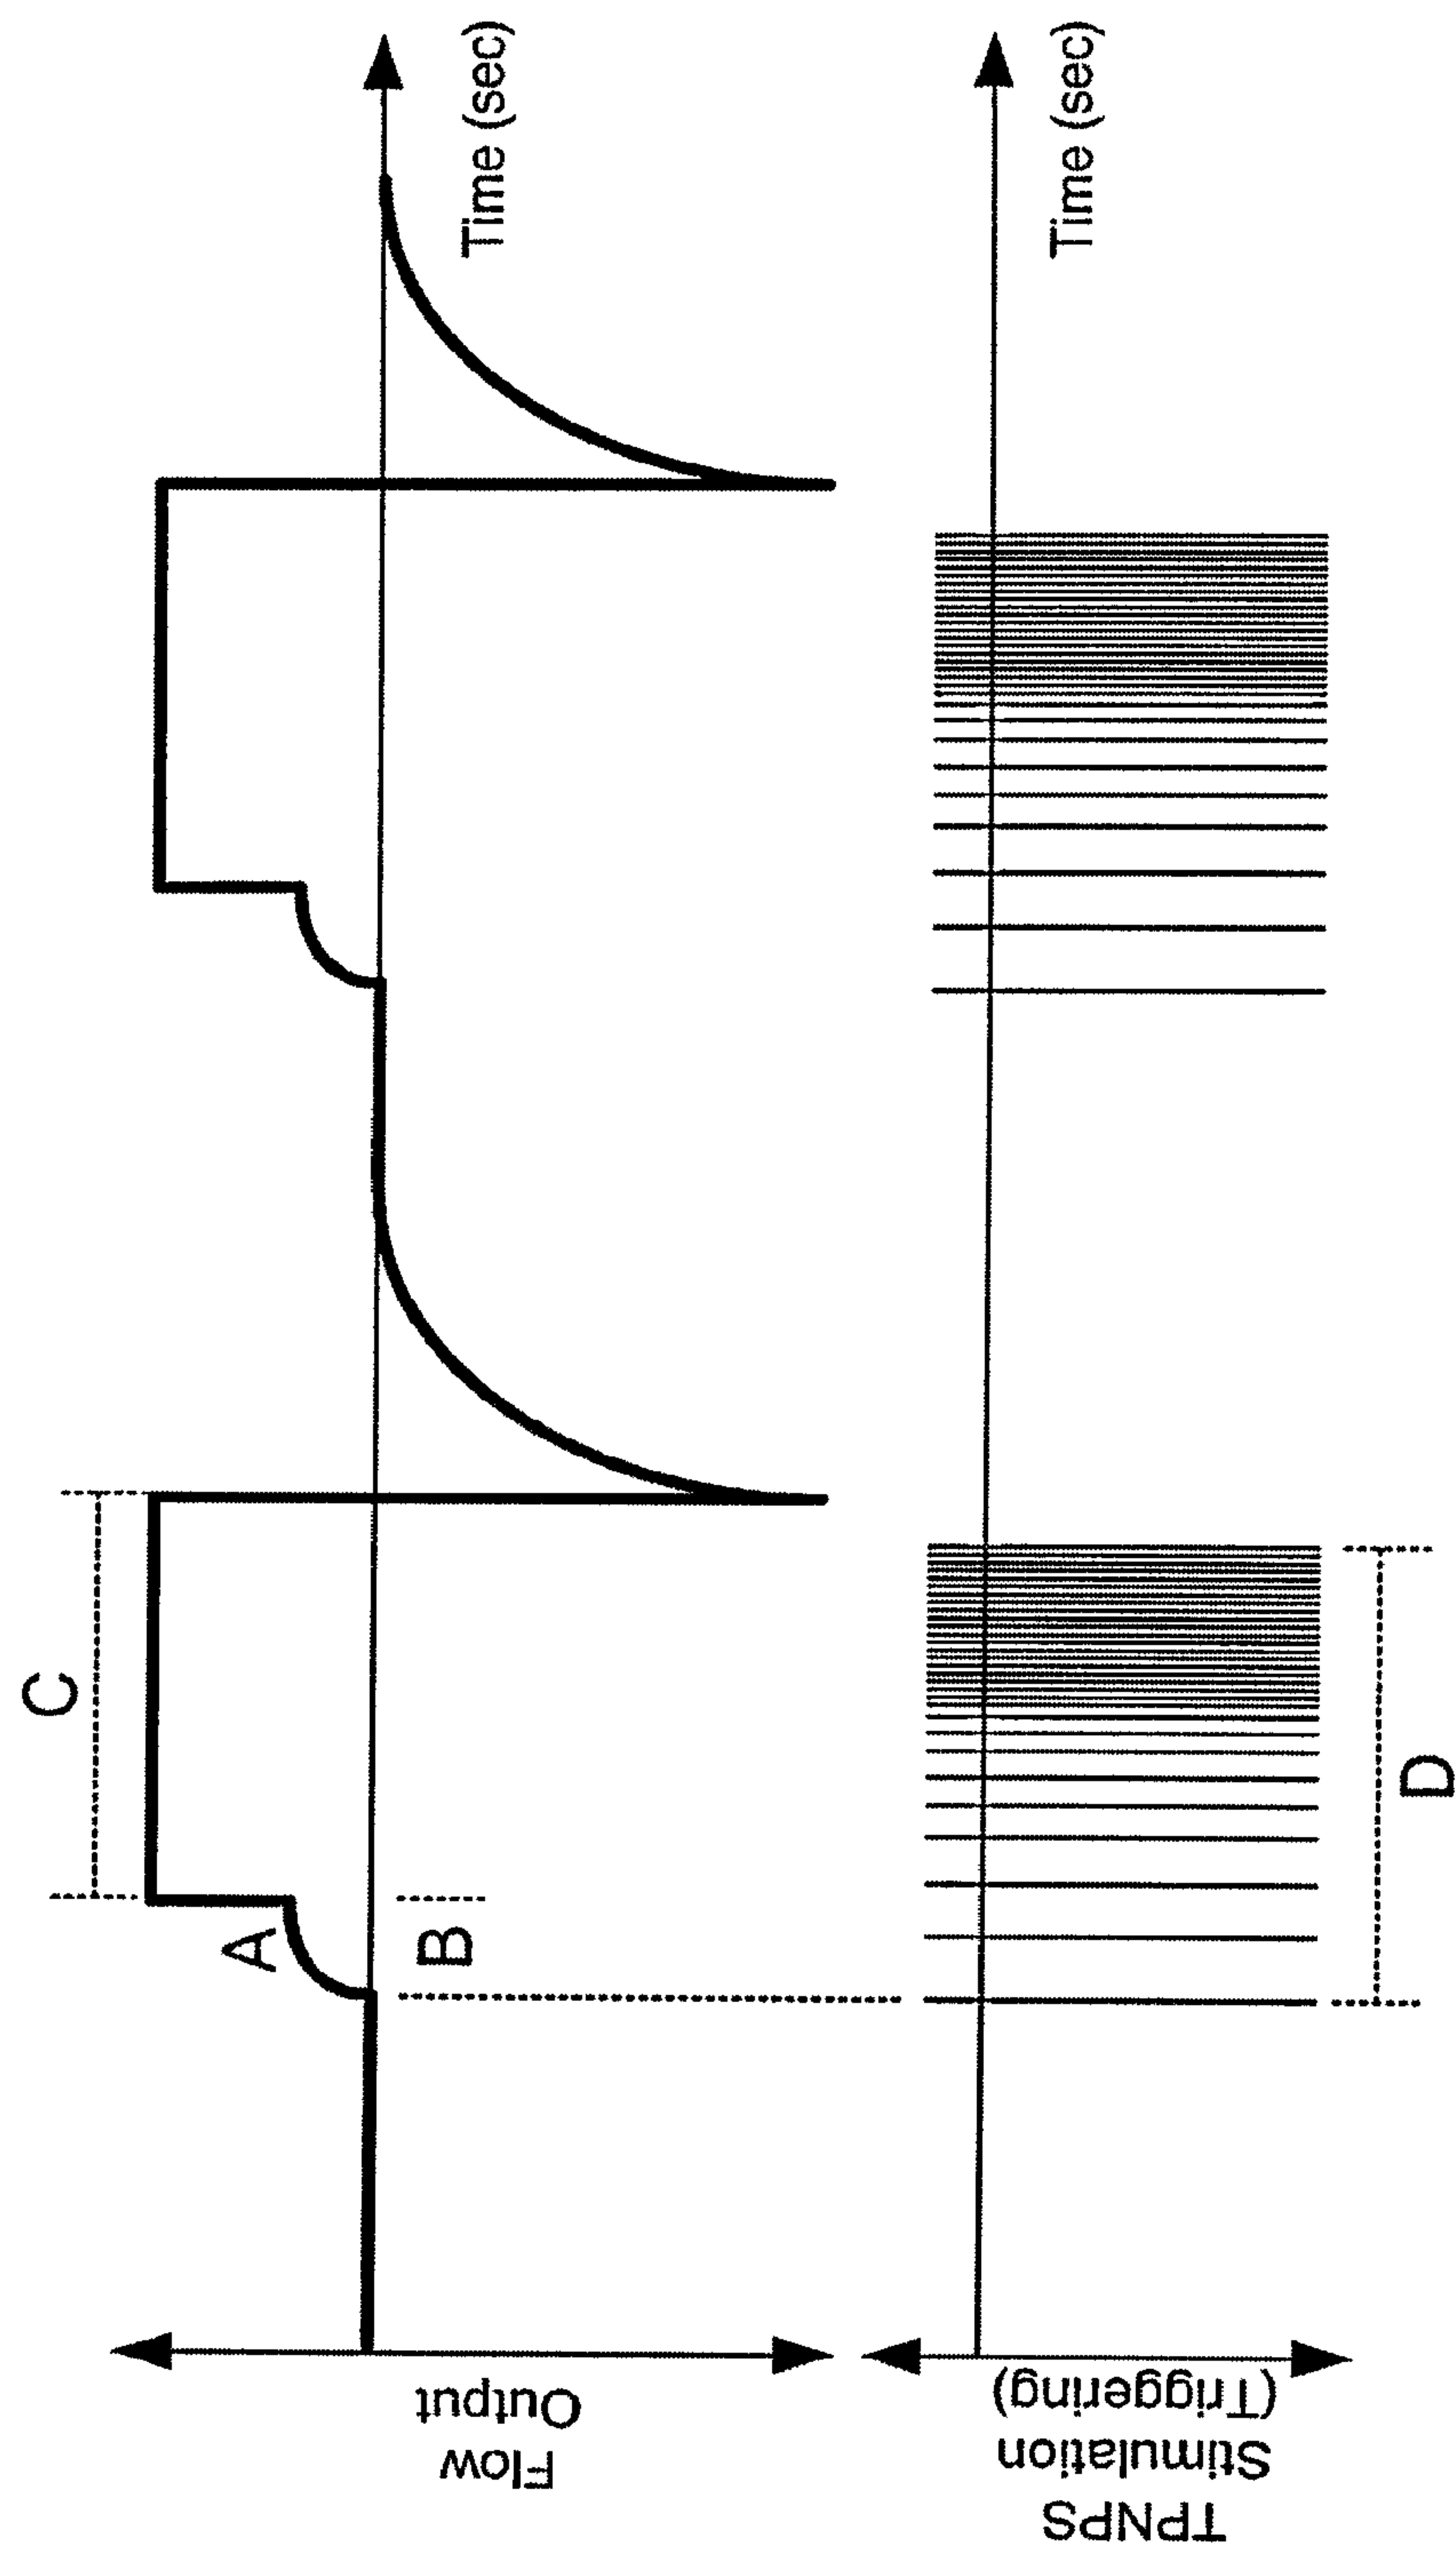 C
A
B
Flow
Output
Time (sec)
TPNPS
Stimulation
(Triggering)
Time (sec)
D